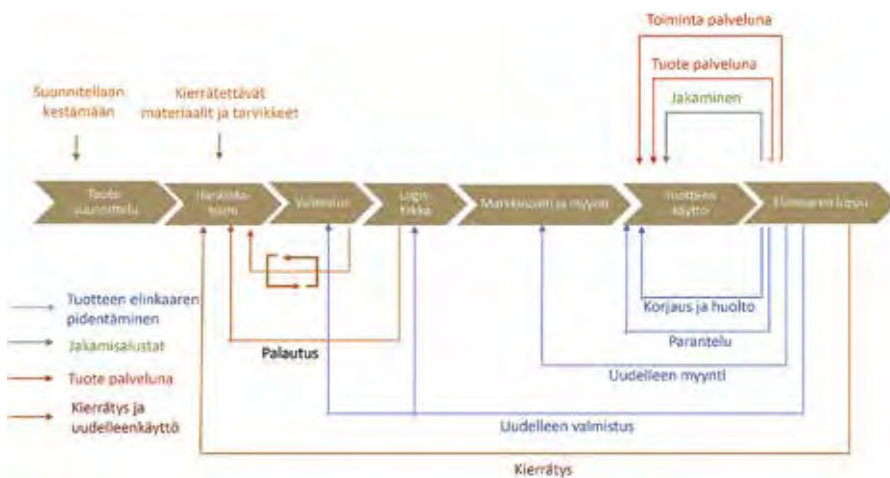 Toiminta palveluna
Tuote palveluna
Jakaminen
Suunnitellaan
kestämään
Kierrätettävät
materiaalit ja tarvikkeet
Tuote
suunnittelu
Hankinta
toimi
Valmistus
Logis
tiikka
Markkinointi ja myynti
Tuotteen
käyttö
Elinkaaren loppu
Tuotteen elinkaaren
pidentäminen
Jakamisalustat
Tuote palveluna
Kierrätys ja
uudelleenkäyttö
Palautus
Korjaus ja huolto
Parantelu
Uudelleen myynti
Uudelleen valmistus
Kierrätys